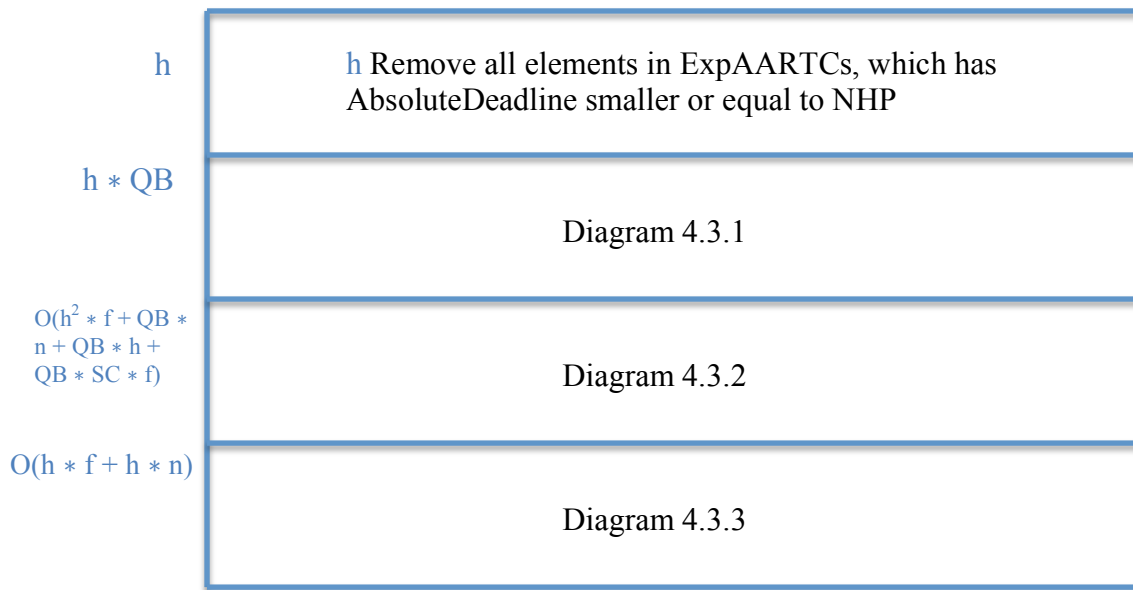 h
h Remove all elements in ExpAARTCs, which has
AbsoluteDeadline smaller or equal to NHP
h ∗ QB
Diagram 4.3.1
O(h² ∗ f + QB ∗
n + QB ∗ h +
QB ∗ SC ∗ f)
Diagram 4.3.2
O(h ∗ f + h ∗ n)
Diagram 4.3.3